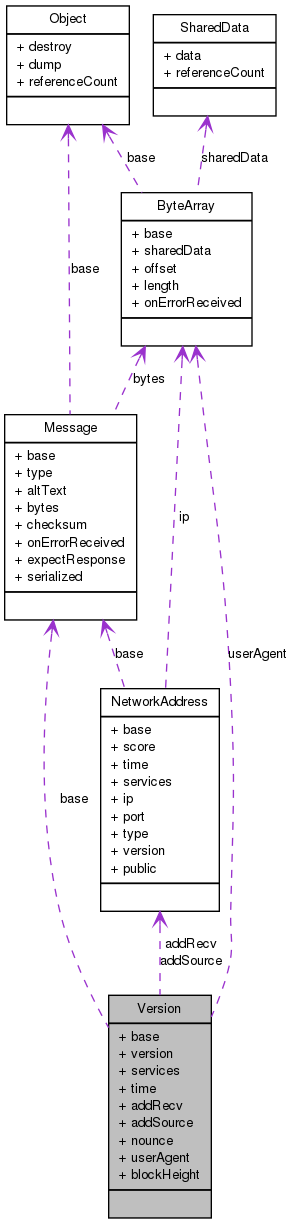 Object
+ destroy
+ dump
+ referenceCount
SharedData
+ data
+ referenceCount
base
sharedData
ByteArray
+ base
+ sharedData
+ offset
+ length
+ onErrorReceived
base
bytes
Message
+ base
+ type
+ altText
+ bytes
+ checksum
+ onErrorReceived
+ expectResponse
+ serialized
ip
base
userAgent
NetworkAddress
+ base
+ score
+ time
+ services
+ ip
+ port
+ type
+ version
+ public
base
addRecv
addSource
Version
+ base
+ version
+ services
+ time
+ addRecv
+ addSource
+ nounce
+ userAgent
+ blockHeight